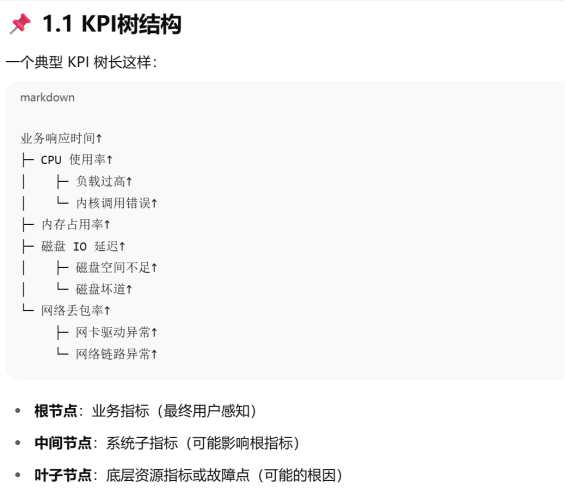 📌 1.1 KPI树结构
一个典型 KPI 树长这样：
markdown
业务响应时间↑
├─ CPU 使用率↑
│    ├─ 负载过高↑
│    └─ 内核调用错误↑
├─ 内存占用率↑
├─ 磁盘 IO 延迟↑
│    ├─ 磁盘空间不足↑
│    └─ 磁盘坏道↑
└─ 网络丢包率↑
     ├─ 网卡驱动异常↑
     └─ 网络链路异常↑
• 根节点：业务指标（最终用户感知）
• 中间节点：系统子指标（可能影响根指标）
• 叶子节点：底层资源指标或故障点（可能的根因）